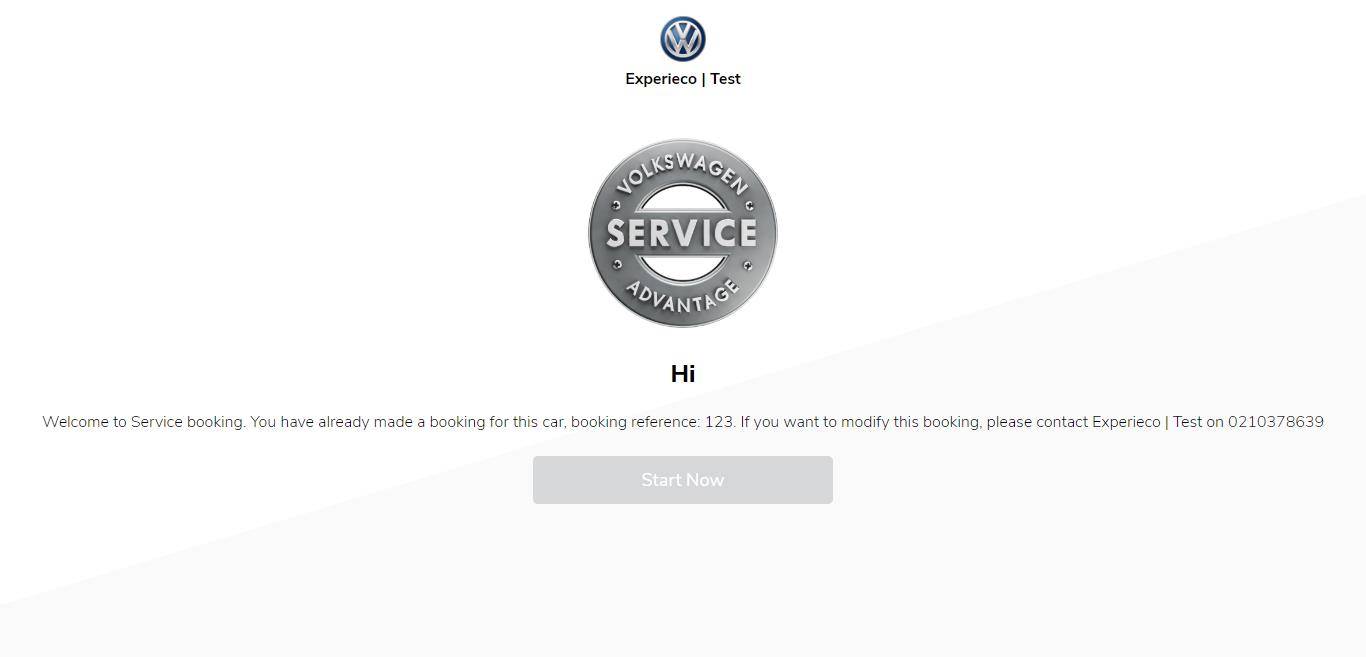 Experieco | Test
VOLKSWAGEN
SERVICE
ADVANTAGE
Hi
Welcome to Service booking. You have already made a booking for this car, booking reference: 123. If you want to modify this booking, please contact Experieco | Test on 0210378639
Start Now